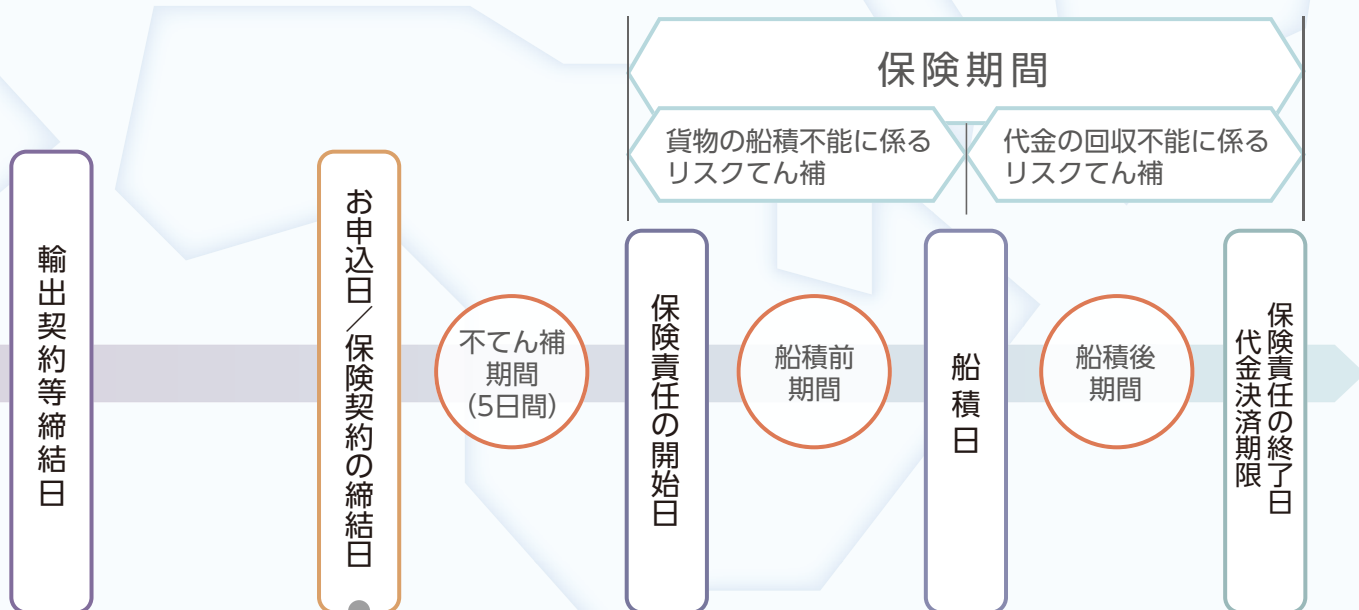 保険期間
貨物の船積不能に係る
リスクてん補
代金の回収不能に係る
リスクてん補
輸出契約等締結日
お申込日/保険契約の締結日
不てん補
期間
(5日間)
保険責任の開始日
船積前
期間
船積日
船積後
期間
保険責任の終了日
代金決済期限